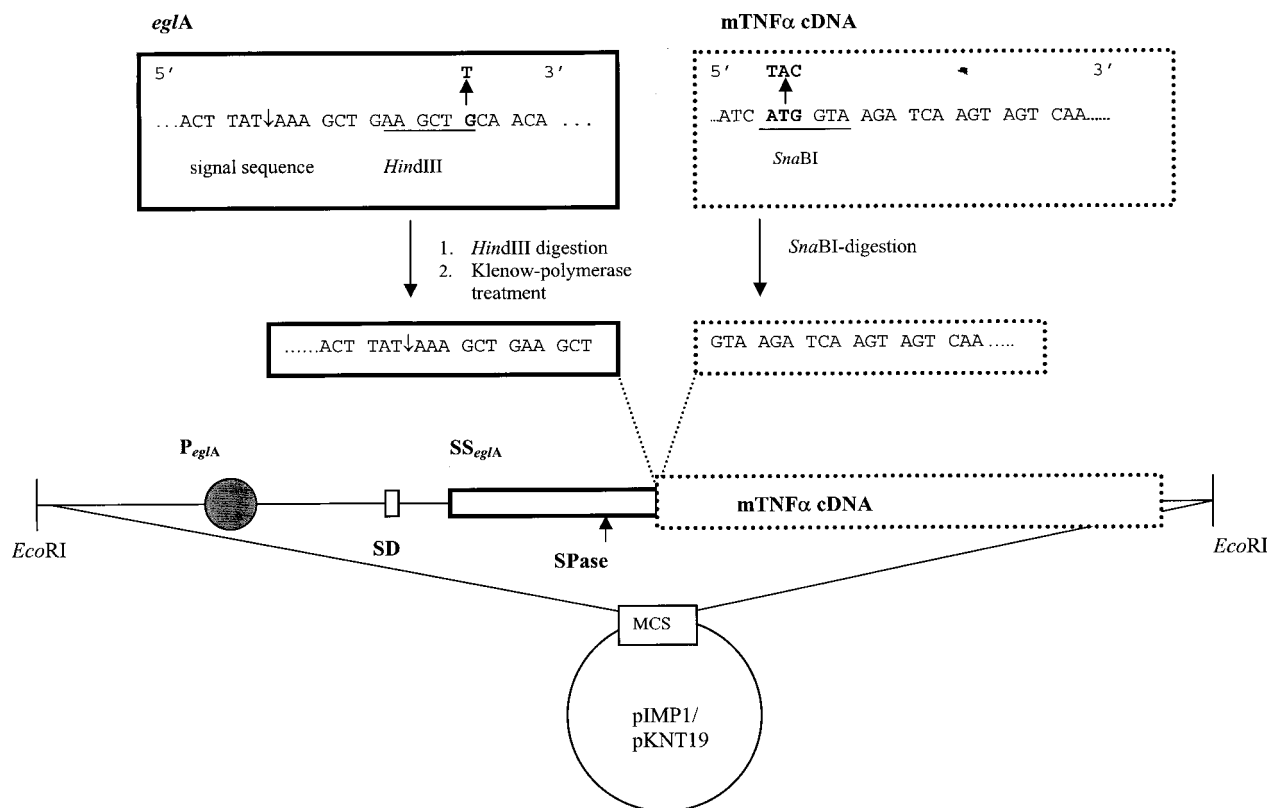 eglA
mTNFα cDNA
5′ T 3′
...ACT TAT↓AAA GCT GAA GCT GCA ACA ...
signal sequence HindIII
5′ TAC 3′
...ATC ATG GTA AGA TCA AGT AGT CAA......
SnaBI
1. HindIII digestion
2. Klenow-polymerase
treatment
SnaBI-digestion
......ACT TAT↓AAA GCT GAA GCT
GTA AGA TCA AGT AGT CAA .....
PeglA
SSeglA
mTNFα cDNA
EcoRI
SD
SPase
EcoRI
MCS
pIMP1/
pKNT19